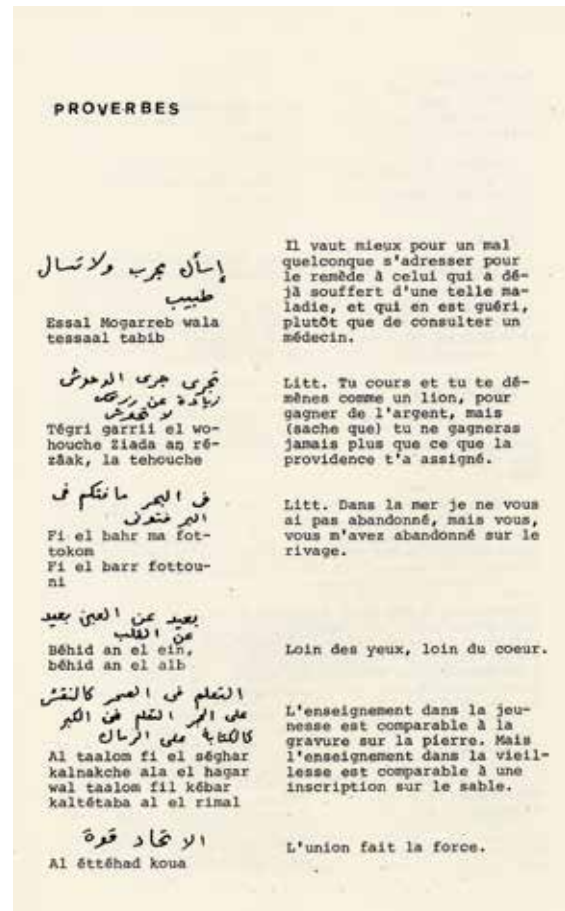 PROVERBES
إسأل مجرب ولا تسال
طبيب
Essal Mogarreb wala
tessaal tabib
Il vaut mieux pour un mal
quelconque s'adresser pour
le remède à celui qui a dé-
jà souffert d'une telle ma-
ladie, et qui en est guéri,
plutôt que de consulter un
médecin.
تجرى جرى الوحوش
زيادة عن رزقك
لا تحوش
Tégri garrii el wo-
houche Ziada an ré-
zâak, la tehouche
Litt. Tu cours et tu te dé-
mènes comme un lion, pour
gagner de l'argent, mais
(sache que) tu ne gagneras
jamais plus que ce que la
providence t'a assigné.
فى البحر ما فتكم فى
البر فتونى
Fi el bahr ma fot-
tokom
Fi el barr fottou-
ni
Litt. Dans la mer je ne vous
ai pas abandonné, mais vous,
vous m'avez abandonné sur le
rivage.
بعيد عن العين بعيد
عن القلب
Béhid an el ein,
béhid an el alb
Loin des yeux, loin du coeur.
التعلم فى الصغر كالنقش
على الحجر التعلم فى الكبر
كالكتابة على الرمال
Al taalom fi el séghar
kalnakche ala el hagar
wal taalom fil kébar
kaltétaba al el rimal
L'enseignement dans la jeu-
nesse est comparable à la
gravure sur la pierre. Mais
l'enseignement dans la vieil-
lesse est comparable à une
inscription sur le sable.
الاتحاد قوة
Al éttéhad koua
L'union fait la force.